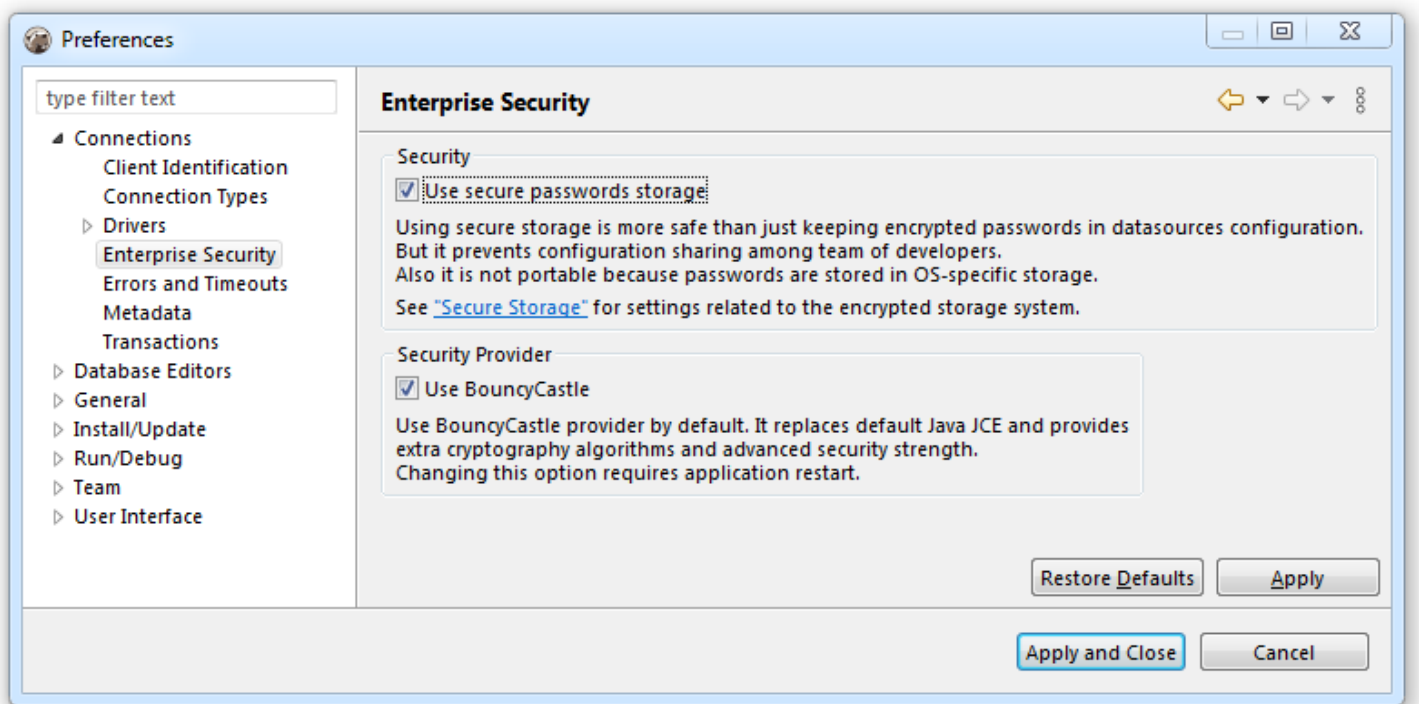 Preferences
type filter text
Connections
Client Identification
Connection Types
Drivers
Enterprise Security
Errors and Timeouts
Metadata
Transactions
Database Editors
General
Install/Update
Run/Debug
Team
User Interface
Enterprise Security
Security
Use secure passwords storage
Using secure storage is more safe than just keeping encrypted passwords in datasources configuration.
But it prevents configuration sharing among team of developers.
Also it is not portable because passwords are stored in OS-specific storage.
See "Secure Storage" for settings related to the encrypted storage system.
Security Provider
Use BouncyCastle
Use BouncyCastle provider by default. It replaces default Java JCE and provides
extra cryptography algorithms and advanced security strength.
Changing this option requires application restart.
Restore Defaults
Apply
Apply and Close
Cancel